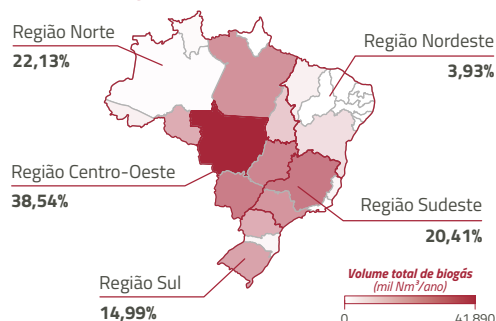 Região Norte
22,13%
Região Nordeste
3,93%
Região Centro-Oeste
38,54%
Região Sudeste
20,41%
Região Sul
14,99%
Volume total de biogás
(mil Nm³/ano)
0 41.890